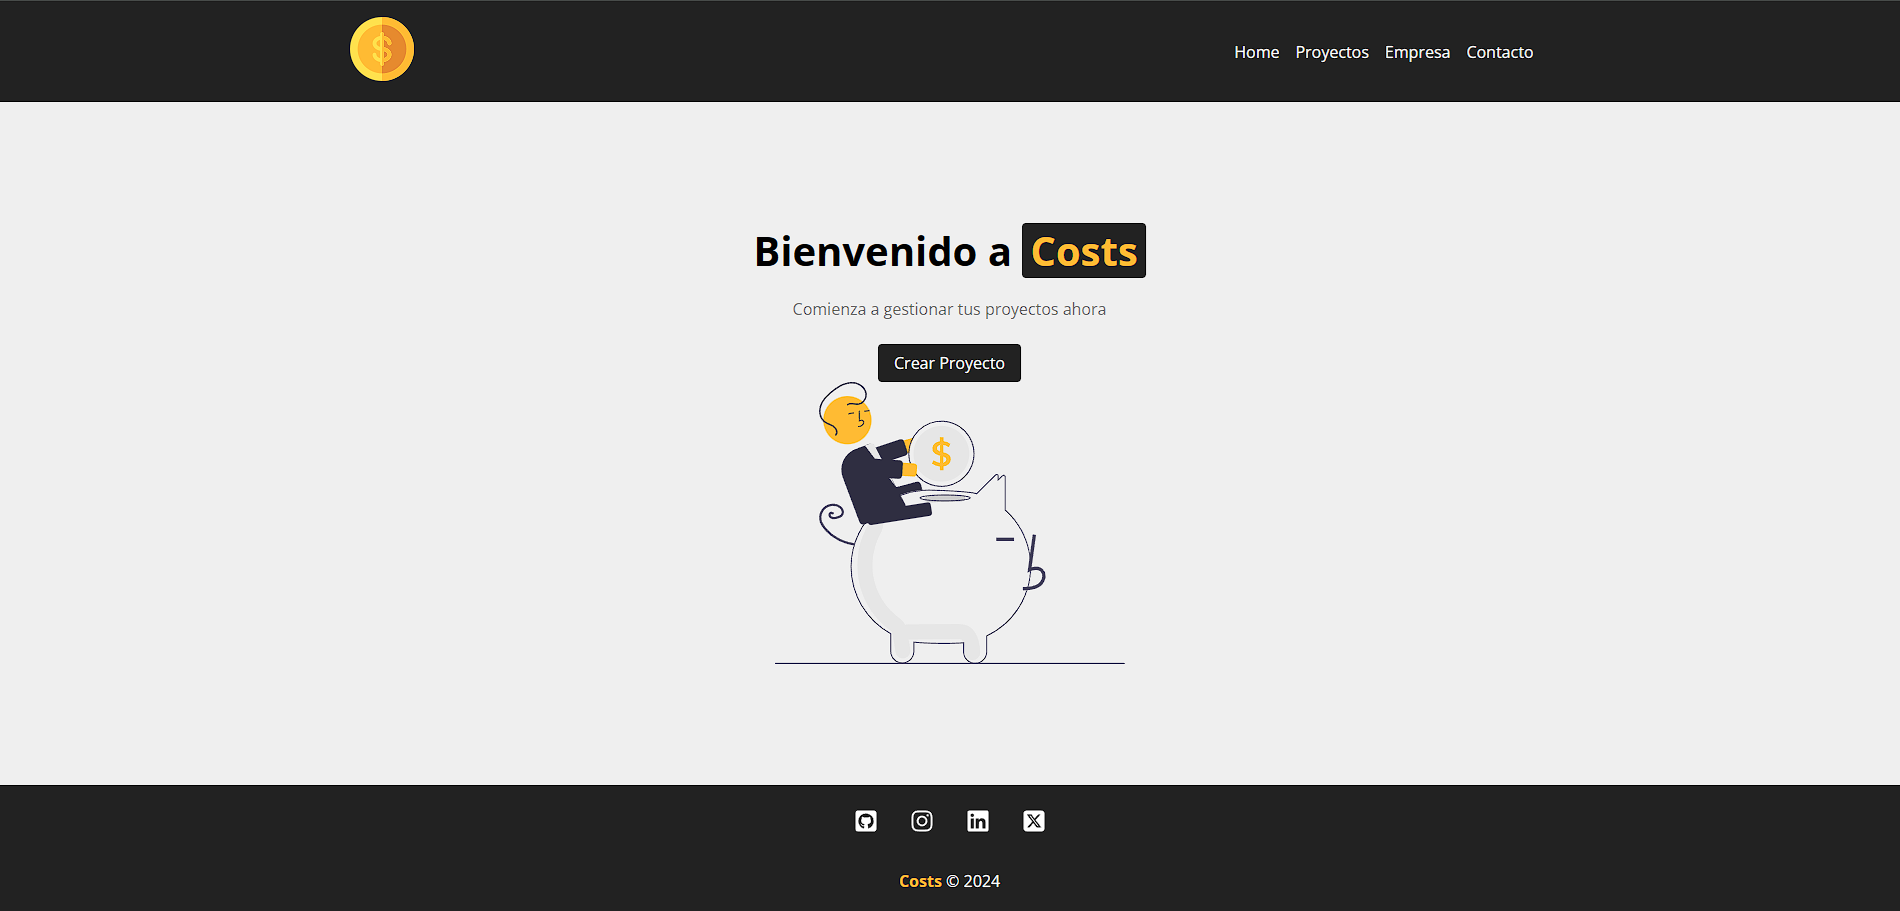 $
Home Proyectos Empresa Contacto
Bienvenido a Costs
Comienza a gestionar tus proyectos ahora
Crear Proyecto
$
Costs © 2024